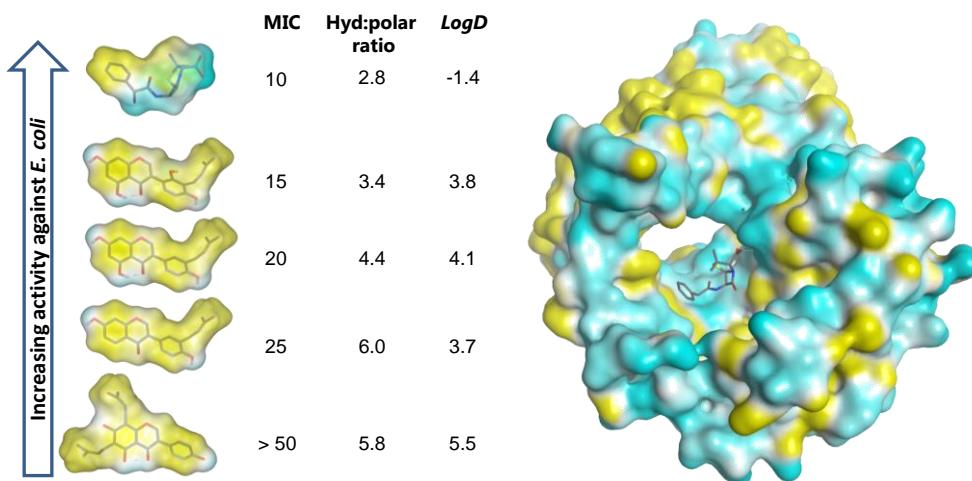 MIC Hyd:polar ratio LogD
10 2.8 -1.4
15 3.4 3.8
20 4.4 4.1
25 6.0 3.7
> 50 5.8 5.5
Increasing activity against E. coli